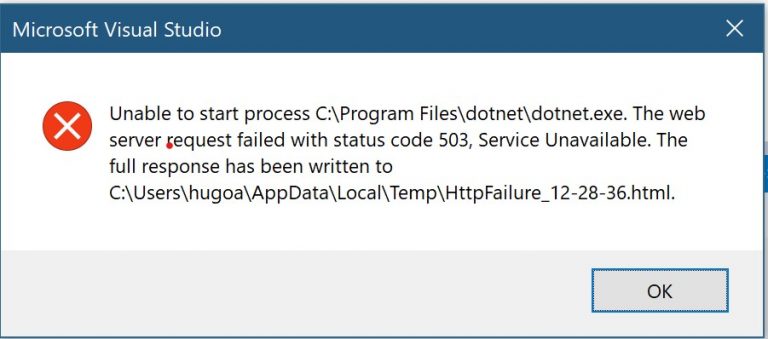 Microsoft Visual Studio
Unable to start process C:\Program Files\dotnet\dotnet.exe. The web
server request failed with status code 503, Service Unavailable. The
full response has been written to
C:\Users\hugoa\AppData\Local\Temp\HttpFailure_12-28-36.html.
OK